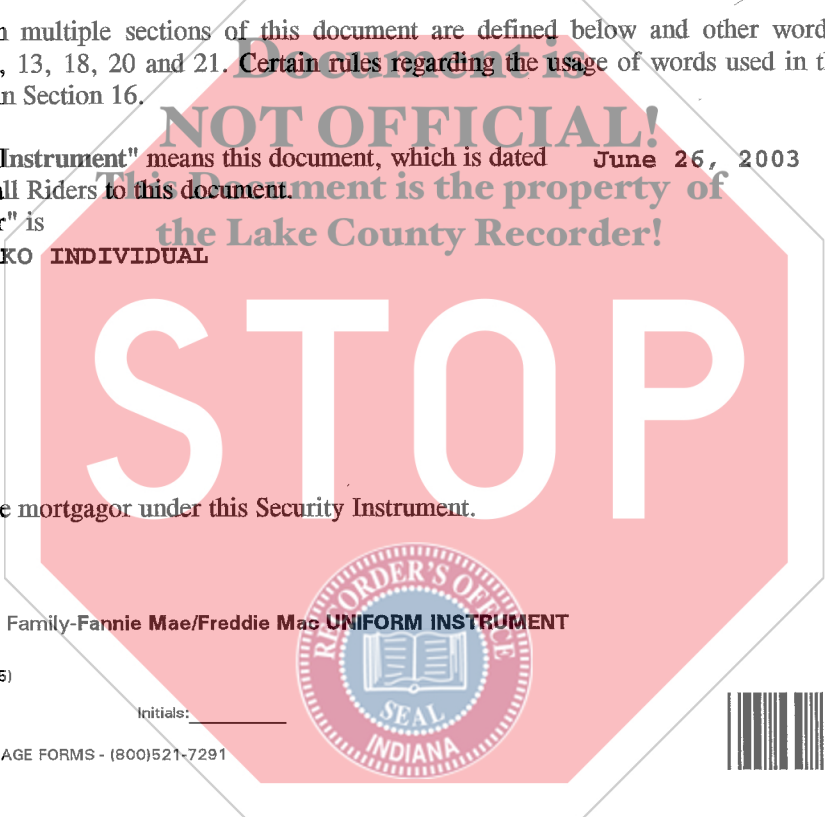 n multiple sections of this document are defined below and other word
, 13, 18, 20 and 21. Certain rules regarding the usage of words used in t
n Section 16.
Document is
NOT OFFICIAL!
Instrument" means this document, which is dated June 26, 2003
all Riders to this document.
This Document is the property of
r" is
the Lake County Recorder!
KO INDIVIDUAL
STOP
e mortgagor under this Security Instrument.
Family-Fannie Mae/Freddie Mac UNIFORM INSTRUMENT
RECORDER'S OFFICE
SEAL
INDIANA
Initials:
AGE FORMS - (800)521-7291